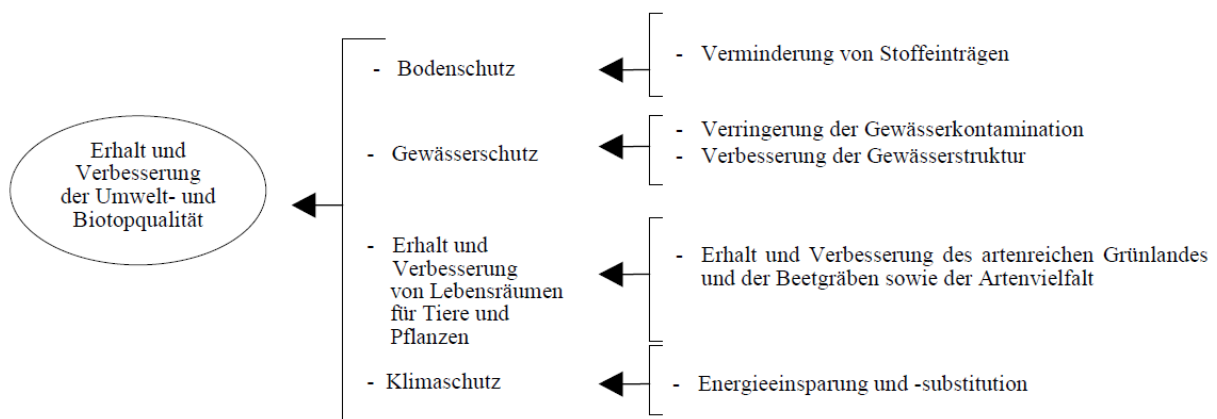 Erhalt und
Verbesserung
der Umwelt- und
Biotopqualität
- Bodenschutz
- Verminderung von Stoffeinträgen
- Gewässerschutz
- Verringerung der Gewässerkontamination
- Verbesserung der Gewässerstruktur
- Erhalt und
Verbesserung
von Lebensräumen
für Tiere und
Pflanzen
- Erhalt und Verbesserung des artenreichen Grünlandes
und der Beetgräben sowie der Artenvielfalt
- Klimaschutz
- Energieeinsparung und -substitution